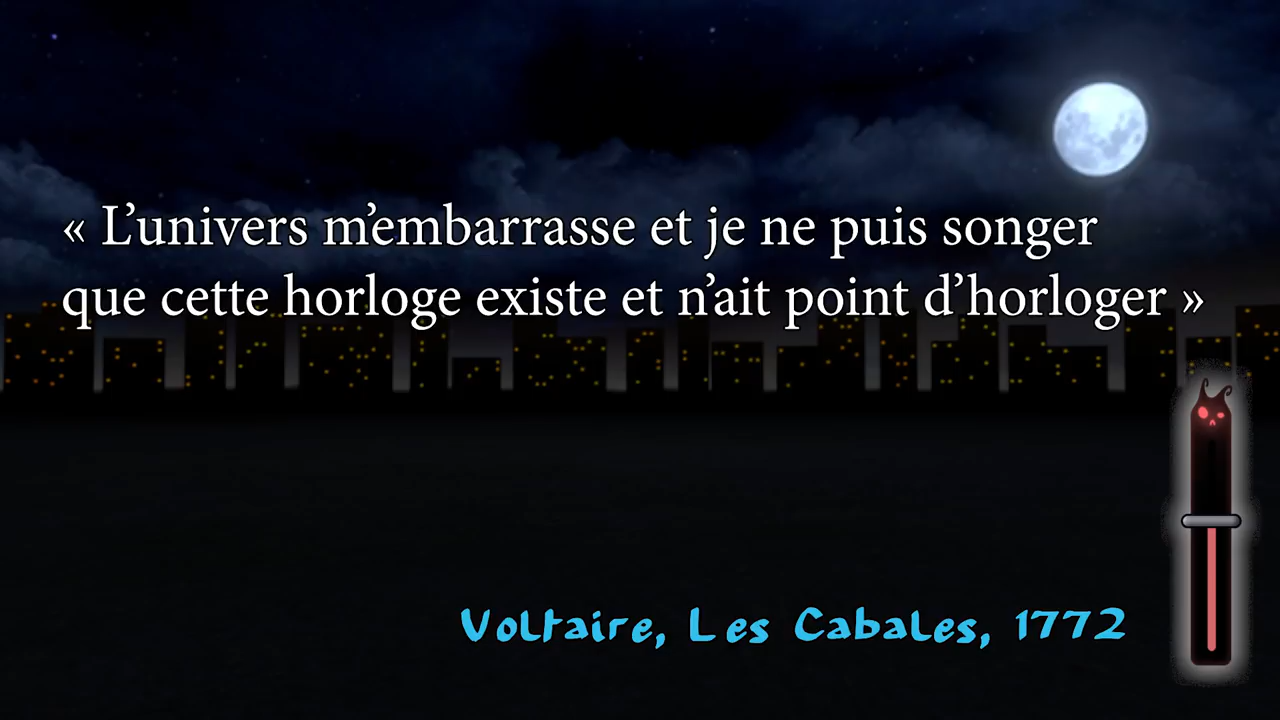 « L’univers m’embarrasse et je ne puis songer
que cette horloge existe et n’ait point d’horloger »
Voltaire, Les Cabales, 1772